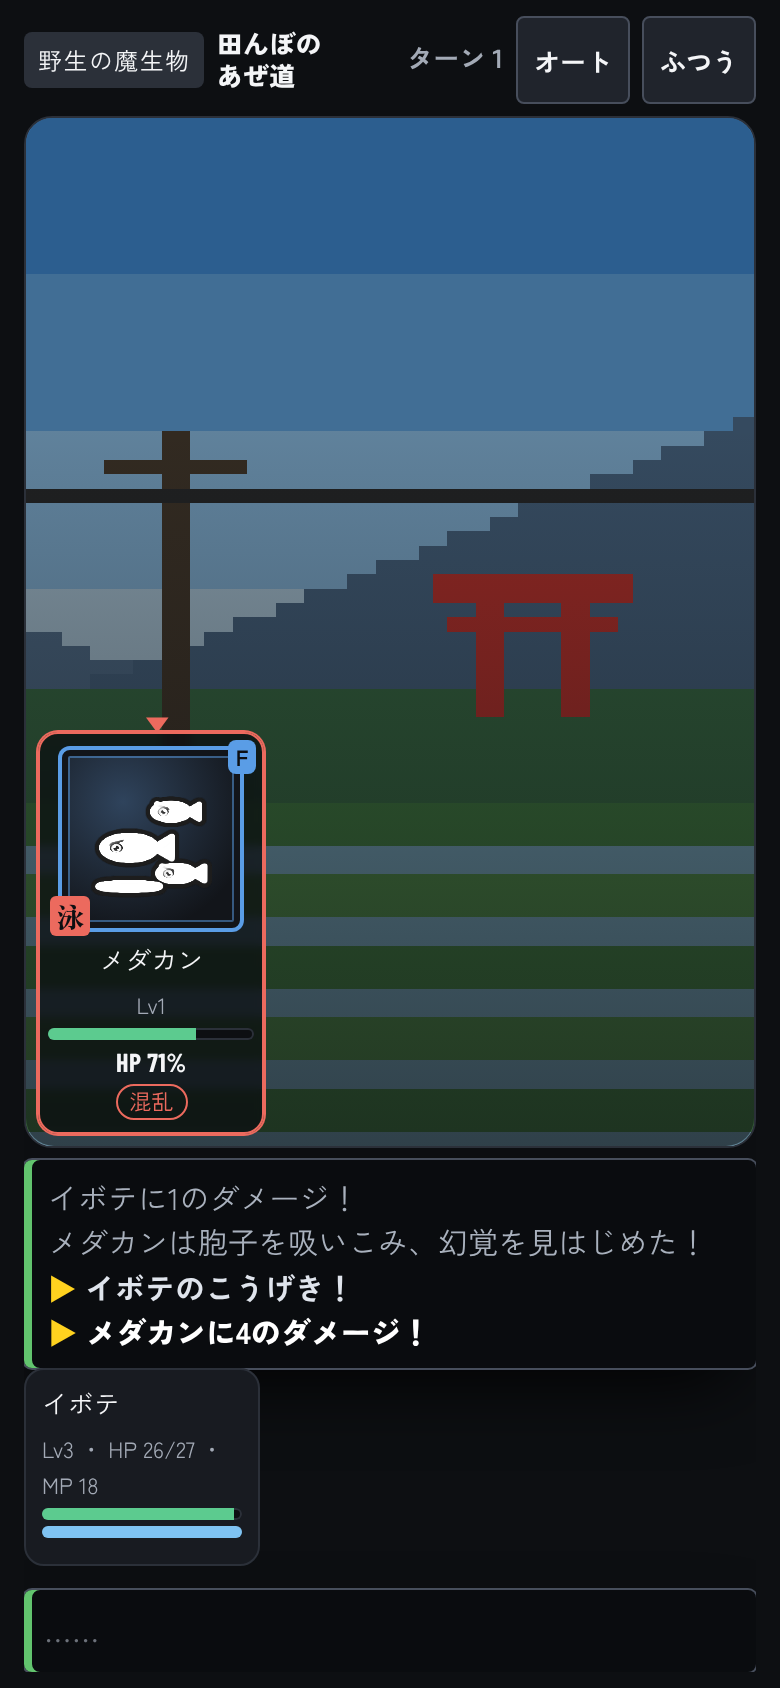 野生の魔生物
田んぼの
あぜ道
ターン 1
オート
ふつう
F
泳
メダカン
Lv1
HP 71%
混乱
イボテに1のダメージ！
メダカンは胞子を吸いこみ、幻覚を見はじめた！
▶ イボテのこうげき！
▶ メダカンに4のダメージ！
イボテ
Lv3 ・ HP 26/27 ・
MP 18
……